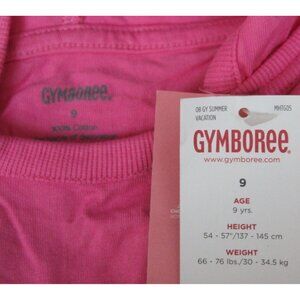 GYMBOREE
9
100% Cotton
08 GY SUMMER
VACATION
MHTG05
GYMBOREE
www.gymboree.com
9
AGE
9 yrs.
HEIGHT
54 - 57"/137 - 145 cm
WEIGHT
66 - 76 lbs./30 - 34.5 kg